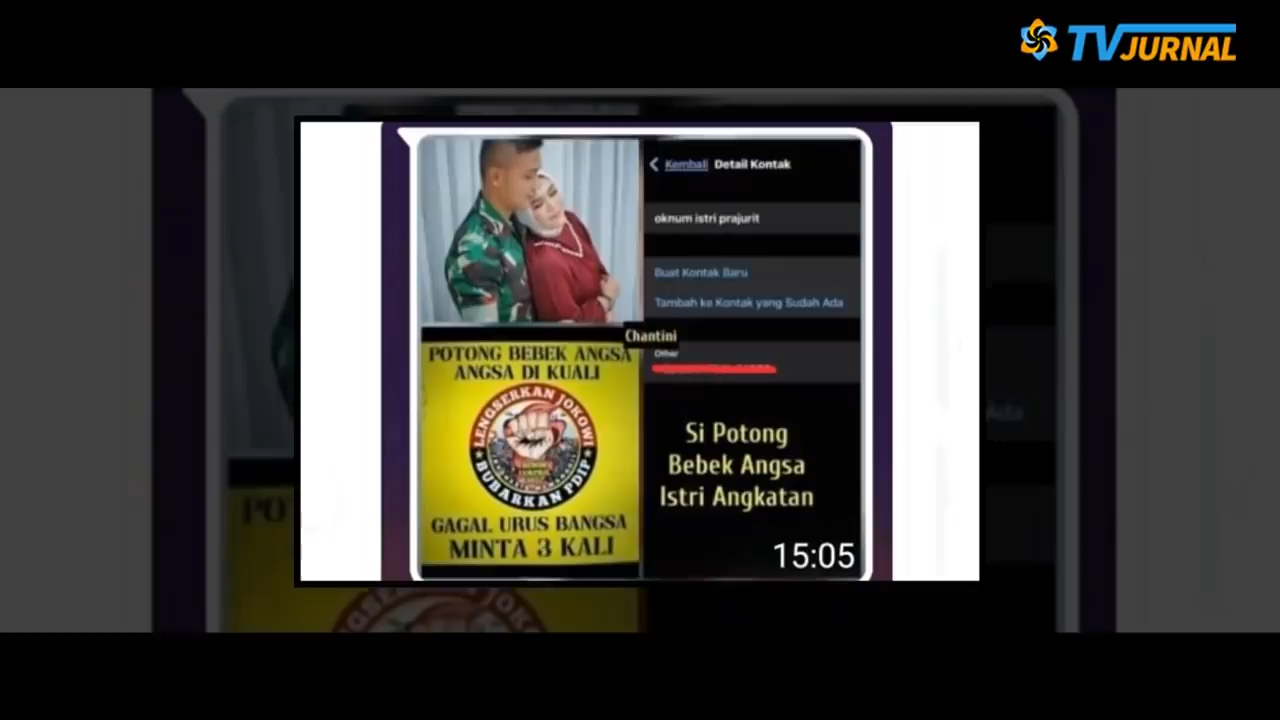 TVJURNAL
Kembali Detail Kontak
oknum istri prajurit
Buat Kontak Baru
Tambah ke Kontak yang Sudah Ada
Chantini
Other
POTONG BEBEK ANGSA
ANGSA DI KUALI
LENGSERKAN JOKOWI
BUBARKAN PDIP
GAGAL URUS BANGSA
MINTA 3 KALI
Si Potong
Bebek Angsa
Istri Angkatan
15:05